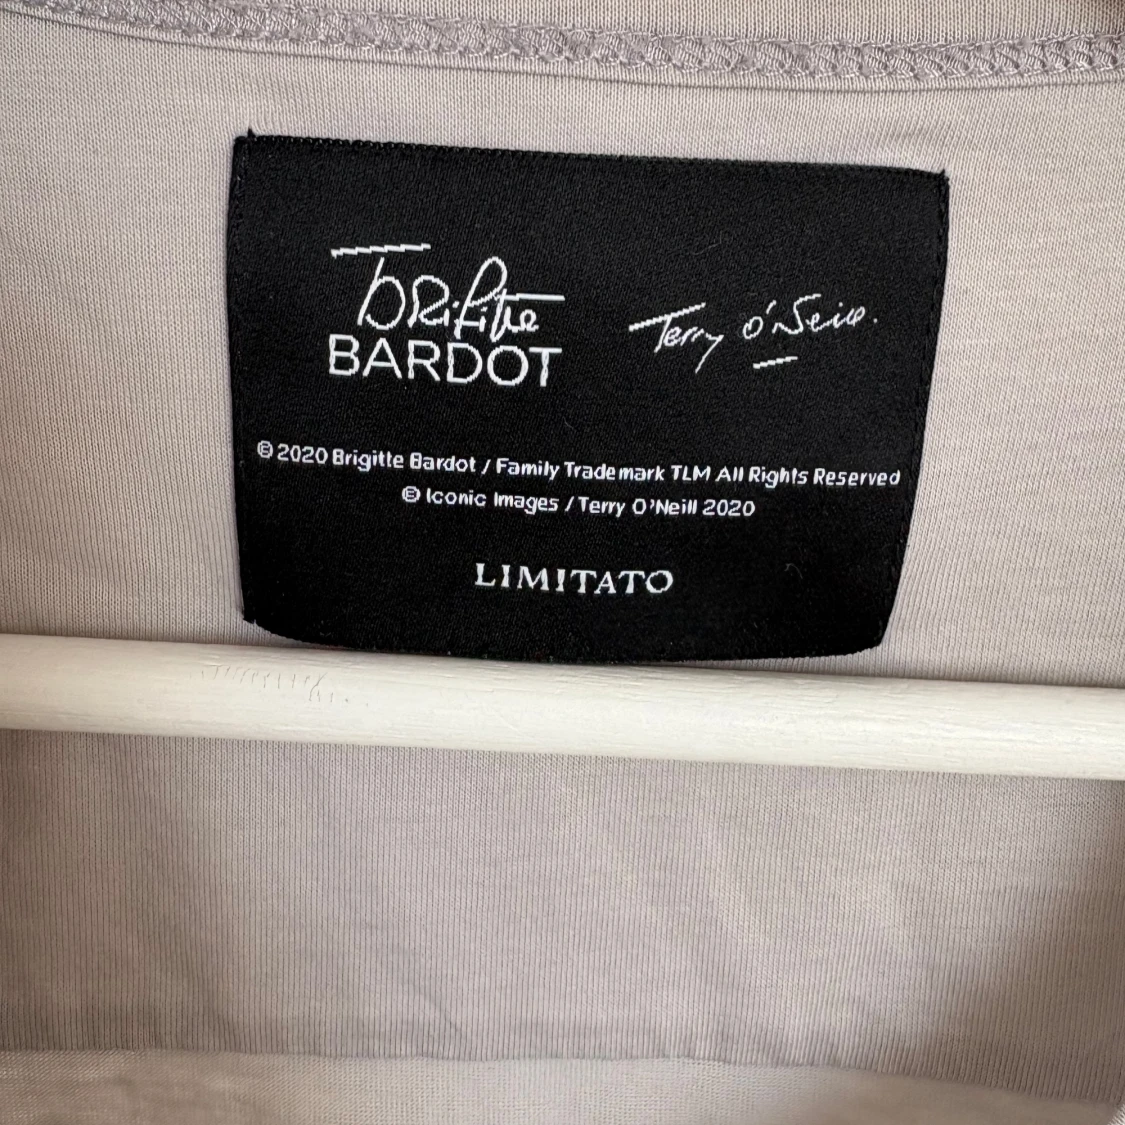 Brigitte
BARDOT
Terry O'Neill.
© 2020 Brigitte Bardot / Family Trademark TLM All Rights Reserved
© Iconic Images / Terry O'Neill 2020
LIMITATO